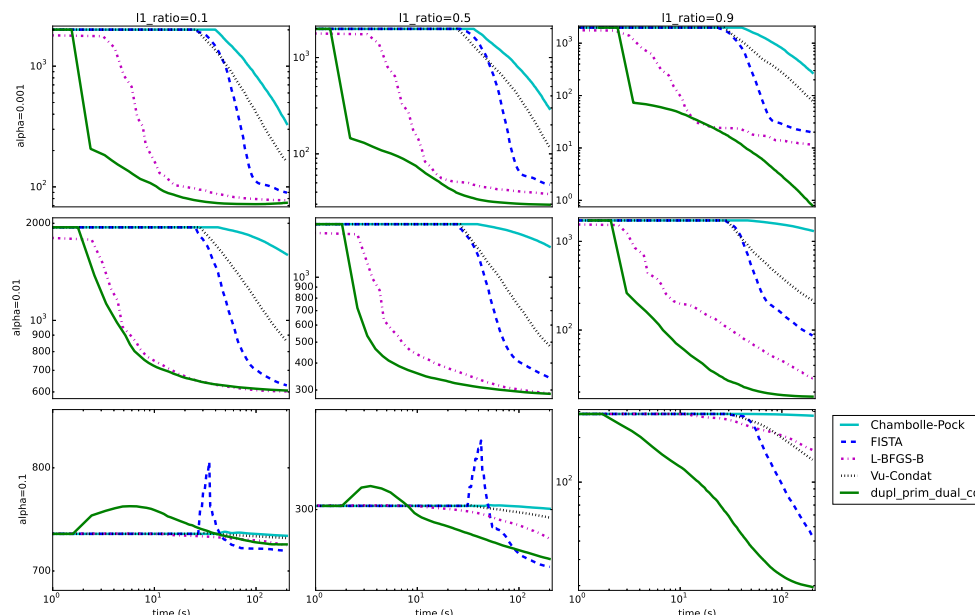 l1_ratio=0.1
l1_ratio=0.5
l1_ratio=0.9
alpha=0.001
10³
10²
10³
10²
10³
10²
10¹
10⁰
alpha=0.01
2000
10³
900
800
700
600
10³
900
800
700
600
500
400
300
10³
10²
alpha=0.1
800
700
300
10²
10⁰
10¹
10²
10⁰
10¹
10²
10⁰
10¹
10²
time (s)
time (s)
time (s)
Chambolle-Pock
FISTA
L-BFGS-B
Vu-Condat
dupl_prim_dual_c